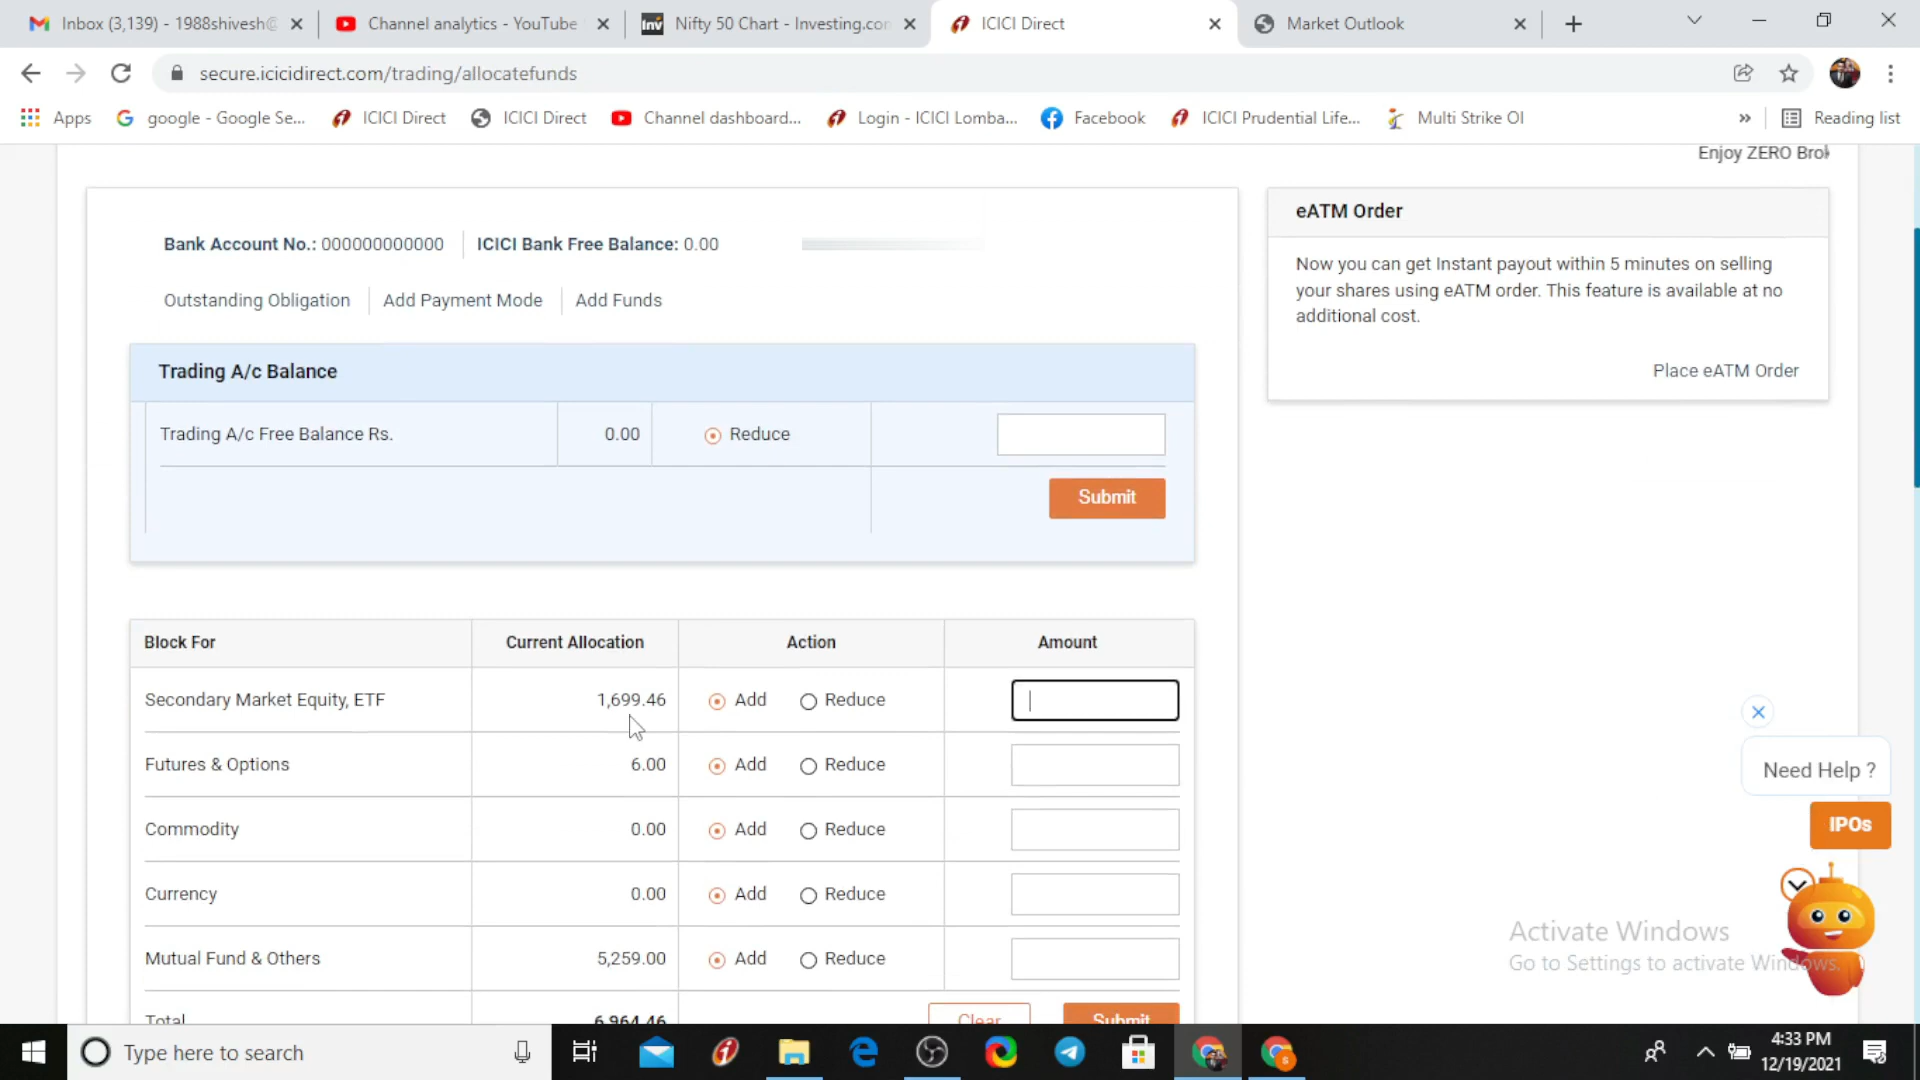 Inbox (3,139) - 1988shivesh@
Channel analytics - YouTube
Inv Nifty 50 Chart - Investing.com
ICICI Direct
Market Outlook
secure.icicidirect.com/trading/allocatefunds
Apps
google - Google Se...
ICICI Direct
ICICI Direct
Channel dashboard...
Login - ICICI Lomba...
Facebook
ICICI Prudential Life...
Multi Strike OI
»
Reading list
Enjoy ZERO Brok
Bank Account No.: 000000000000
ICICI Bank Free Balance: 0.00
Outstanding Obligation
Add Payment Mode
Add Funds
eATM Order
Now you can get Instant payout within 5 minutes on selling
your shares using eATM order. This feature is available at no
additional cost.
Place eATM Order
Trading A/c Balance
Trading A/c Free Balance Rs. 0.00 Reduce
Submit
Block For Current Allocation Action Amount
Secondary Market Equity, ETF 1,699.46 Add Reduce
Futures & Options 6.00 Add Reduce
Commodity 0.00 Add Reduce
Currency 0.00 Add Reduce
Mutual Fund & Others 5,259.00 Add Reduce
Total 6,964.46 Clear Submit
Need Help ?
IPOs
Activate Windows
Go to Settings to activate Windows.
Type here to search
4:33 PM
12/19/2021